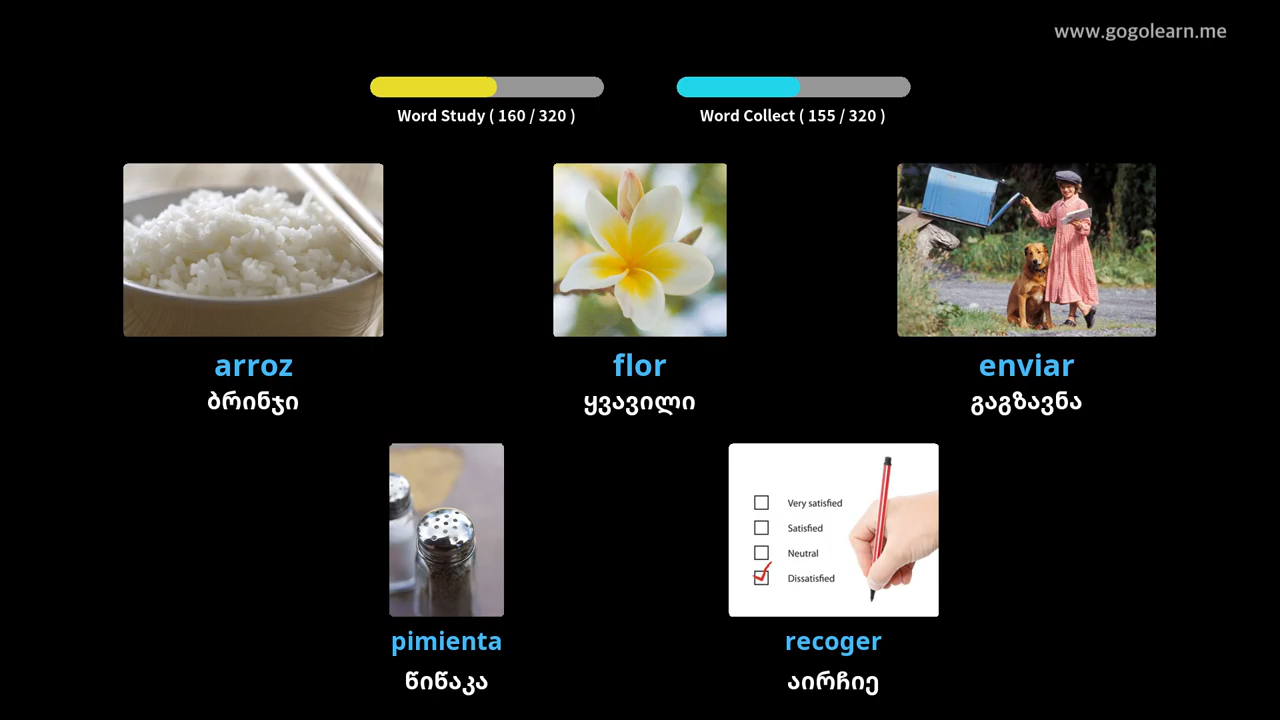 www.gogolearn.me
Word Study ( 160 / 320 )
Word Collect ( 155 / 320 )
arroz
ბრინჯი
flor
ყვავილი
enviar
გაგზავნა
Very satisfied
Satisfied
Neutral
Dissatisfied
pimienta
წიწაკა
recoger
აირჩიე